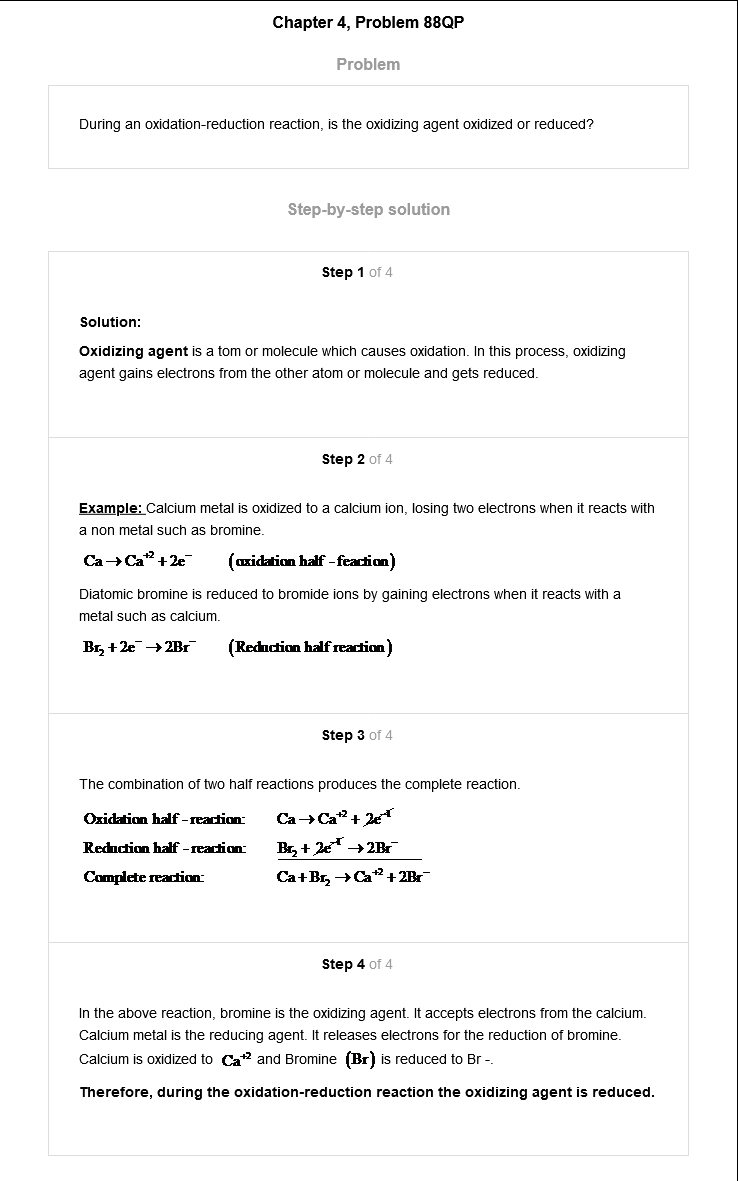 Chapter 4, Problem 88QP
Problem
During an oxidation-reduction reaction, is the oxidizing agent oxidized or reduced?
Step-by-step solution
Step 1 of 4
Solution:
Oxidizing agent is a tom or molecule which causes oxidation. In this process, oxidizing
agent gains electrons from the other atom or molecule and gets reduced.
Step 2 of 4
Example: Calcium metal is oxidized to a calcium ion, losing two electrons when it reacts with
a non metal such as bromine.
Ca → Ca⁺² + 2e⁻ (oxidation half - feaction)
Diatomic bromine is reduced to bromide ions by gaining electrons when it reacts with a
metal such as calcium.
Br₂ + 2e⁻ → 2Br⁻ (Reduction half reaction)
Step 3 of 4
The combination of two half reactions produces the complete reaction.
Oxidation half - reaction: Ca → Ca⁺² + 2e⁻¹
Reduction half - reaction: Br₂ + 2e⁻¹ → 2Br⁻
Complete reaction: Ca + Br₂ → Ca⁺² + 2Br⁻
Step 4 of 4
In the above reaction, bromine is the oxidizing agent. It accepts electrons from the calcium.
Calcium metal is the reducing agent. It releases electrons for the reduction of bromine.
Calcium is oxidized to Ca⁺² and Bromine (Br) is reduced to Br -.
Therefore, during the oxidation-reduction reaction the oxidizing agent is reduced.